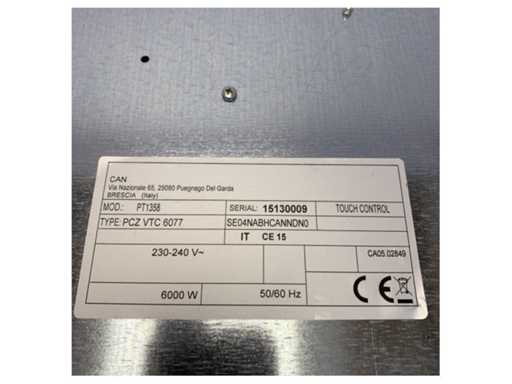 CAN
Via Nazionale 65, 25080 Puegnago Del Garda
BRESCIA (Italy)
MOD.: PT1358 SERIAL: 15130009 TOUCH CONTROL
TYPE: PCZ VTC 6077 SE04NABHCANNDN0
IT CE 15
230-240 V~ CA05.02849
6000 W 50/60 Hz CE